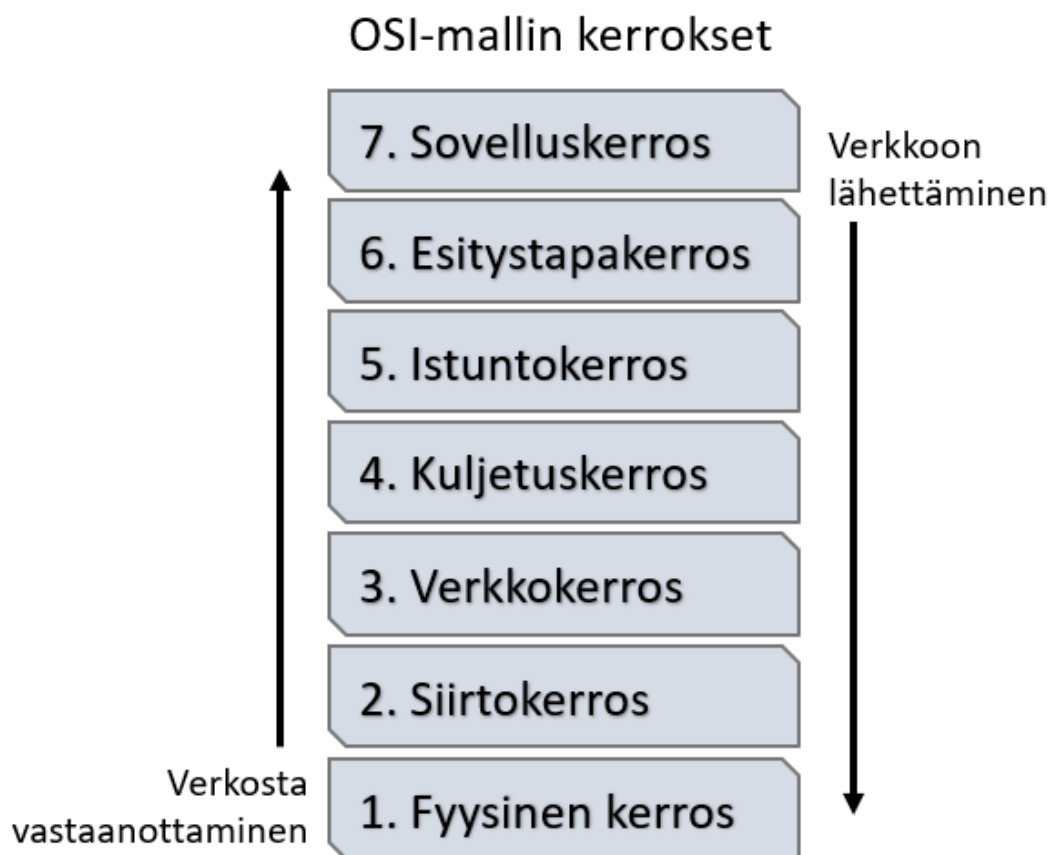 OSI-mallin kerrokset
7. Sovelluskerros
Verkkoon
lähettäminen
6. Esitystapakerros
5. Istuntokerros
4. Kuljetuskerros
3. Verkkokerros
2. Siirtokerros
Verkosta
vastaanottaminen
1. Fyysinen kerros